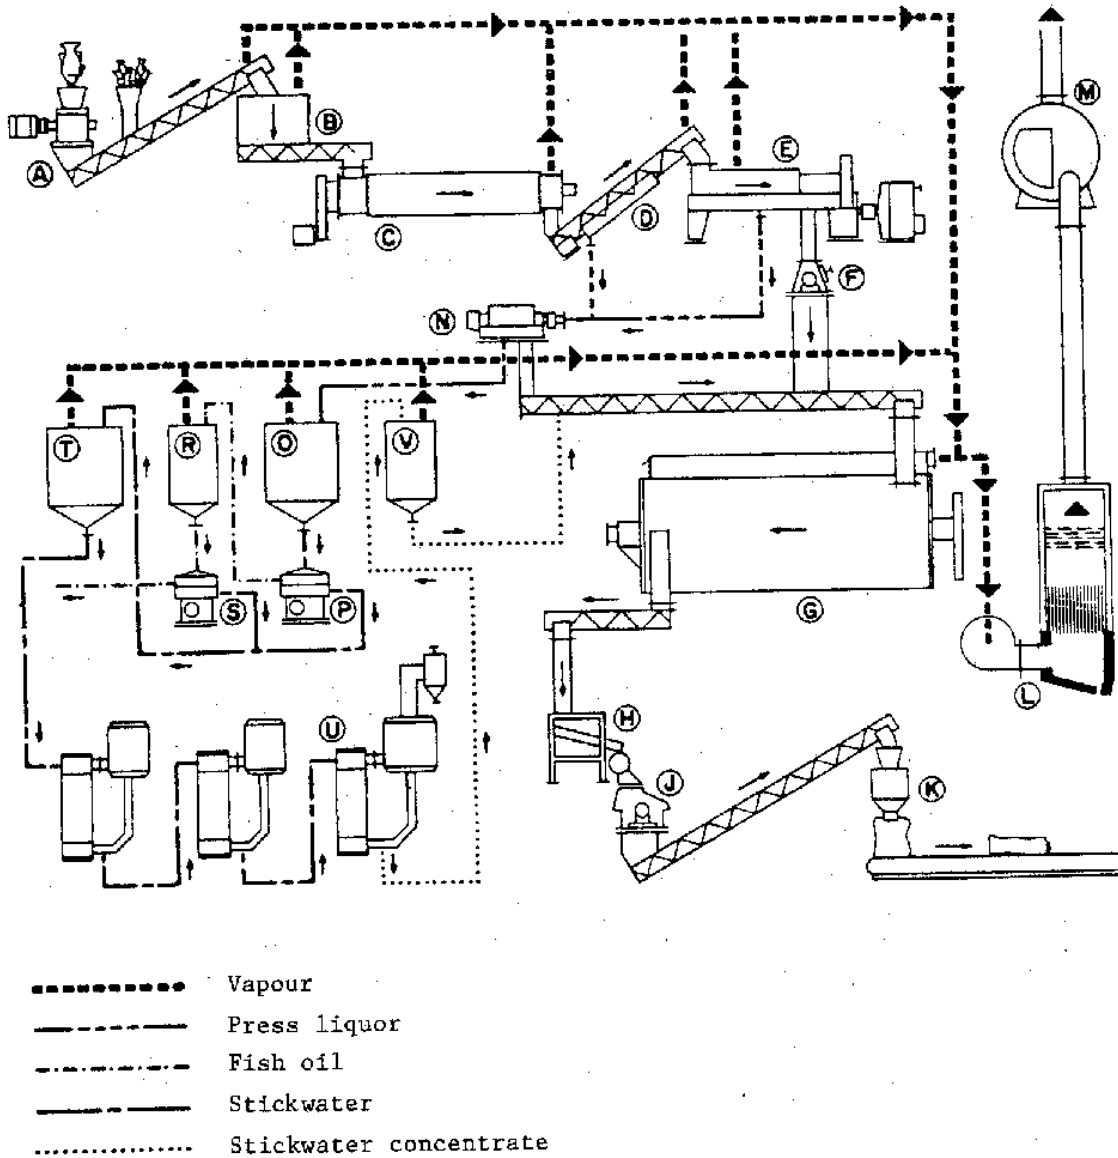 M
B
E
A
D
C
F
N
T
R
O
V
S
P
G
L
U
H
J
K
Vapour
Press liquor
Fish oil
Stickwater
Stickwater concentrate